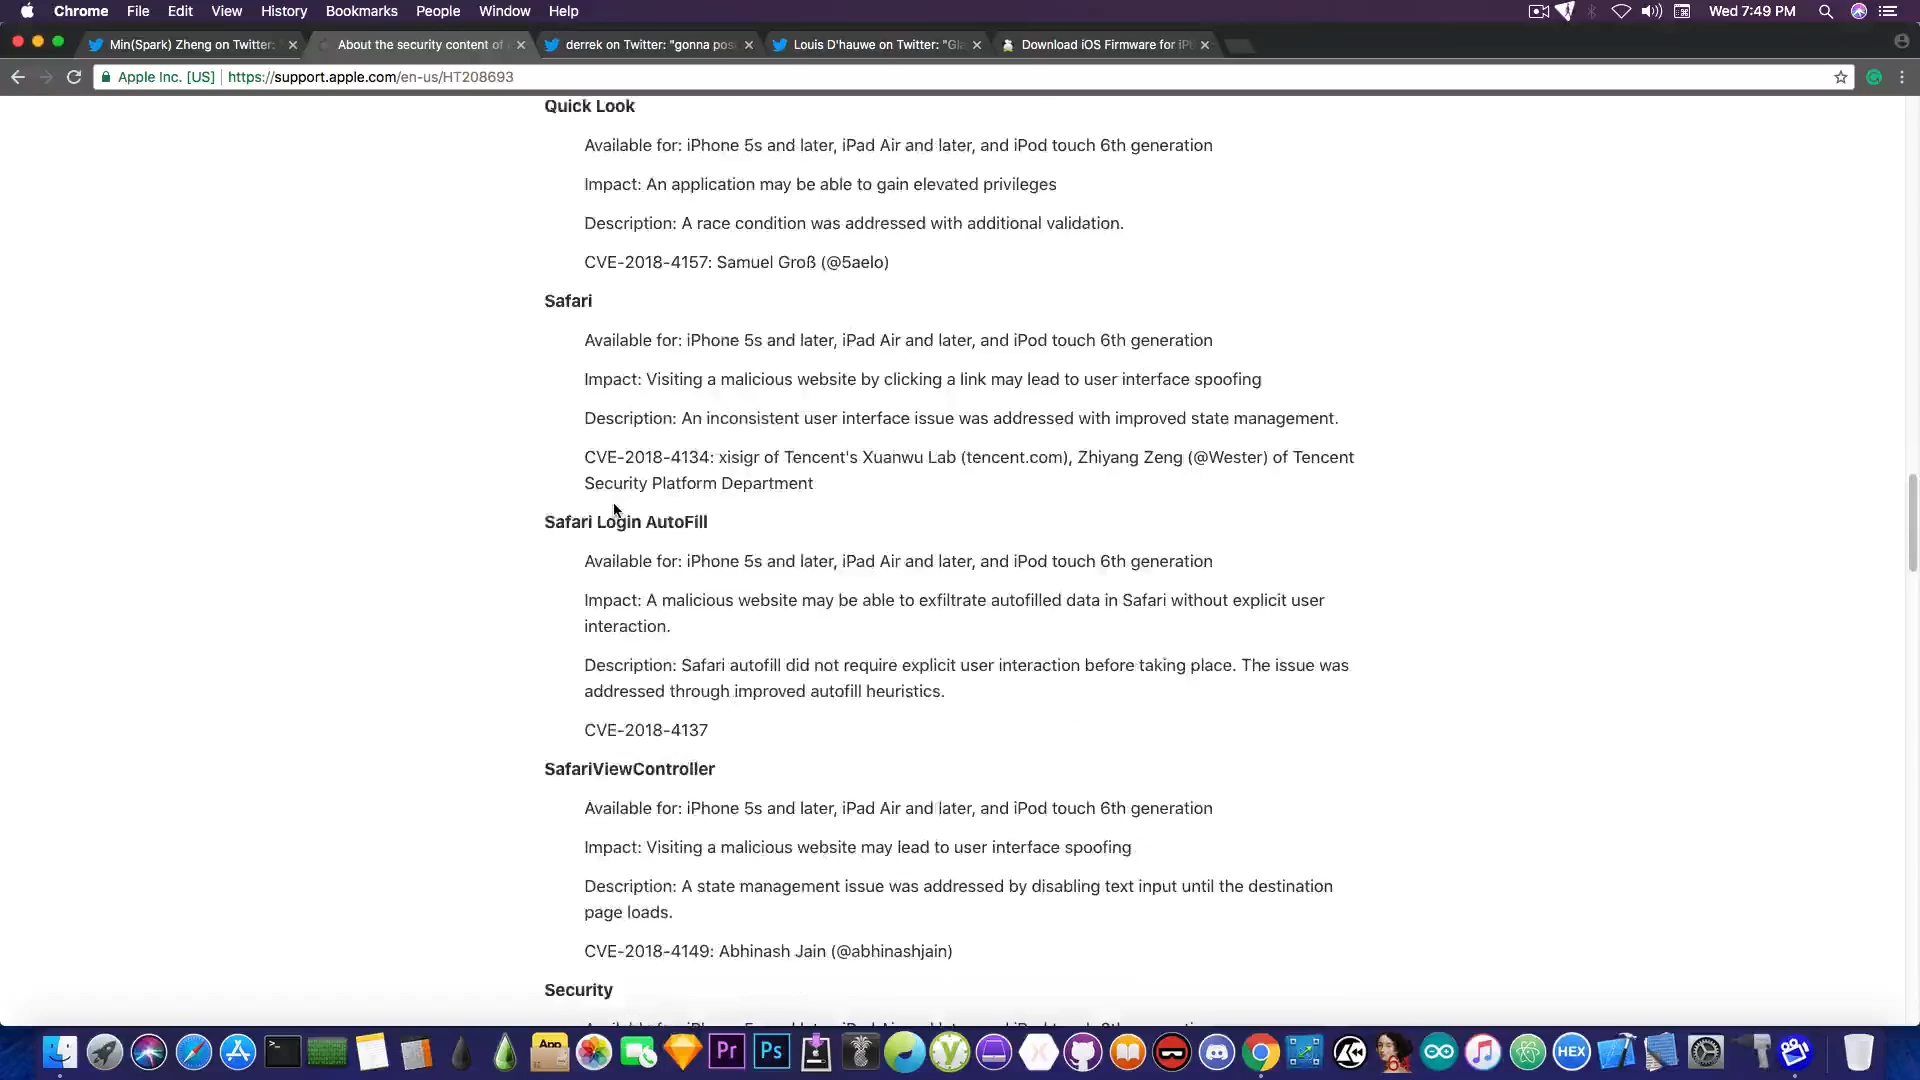 Chrome File Edit View History Bookmarks People Window Help Wed 7:49 PM
Min(Spark) Zheng on Twitter: About the security content of derrek on Twitter: "gonna pos Louis D'hauwe on Twitter: "Gl Download iOS Firmware for iP
Apple Inc. [US] https://support.apple.com/en-us/HT208693
Quick Look
Available for: iPhone 5s and later, iPad Air and later, and iPod touch 6th generation
Impact: An application may be able to gain elevated privileges
Description: A race condition was addressed with additional validation.
CVE-2018-4157: Samuel Groß (@5aelo)
Safari
Available for: iPhone 5s and later, iPad Air and later, and iPod touch 6th generation
Impact: Visiting a malicious website by clicking a link may lead to user interface spoofing
Description: An inconsistent user interface issue was addressed with improved state management.
CVE-2018-4134: xisigr of Tencent's Xuanwu Lab (tencent.com), Zhiyang Zeng (@Wester) of Tencent
Security Platform Department
Safari Login AutoFill
Available for: iPhone 5s and later, iPad Air and later, and iPod touch 6th generation
Impact: A malicious website may be able to exfiltrate autofilled data in Safari without explicit user
interaction.
Description: Safari autofill did not require explicit user interaction before taking place. The issue was
addressed through improved autofill heuristics.
CVE-2018-4137
SafariViewController
Available for: iPhone 5s and later, iPad Air and later, and iPod touch 6th generation
Impact: Visiting a malicious website may lead to user interface spoofing
Description: A state management issue was addressed by disabling text input until the destination
page loads.
CVE-2018-4149: Abhinash Jain (@abhinashjain)
Security
App Pr Ps HEX